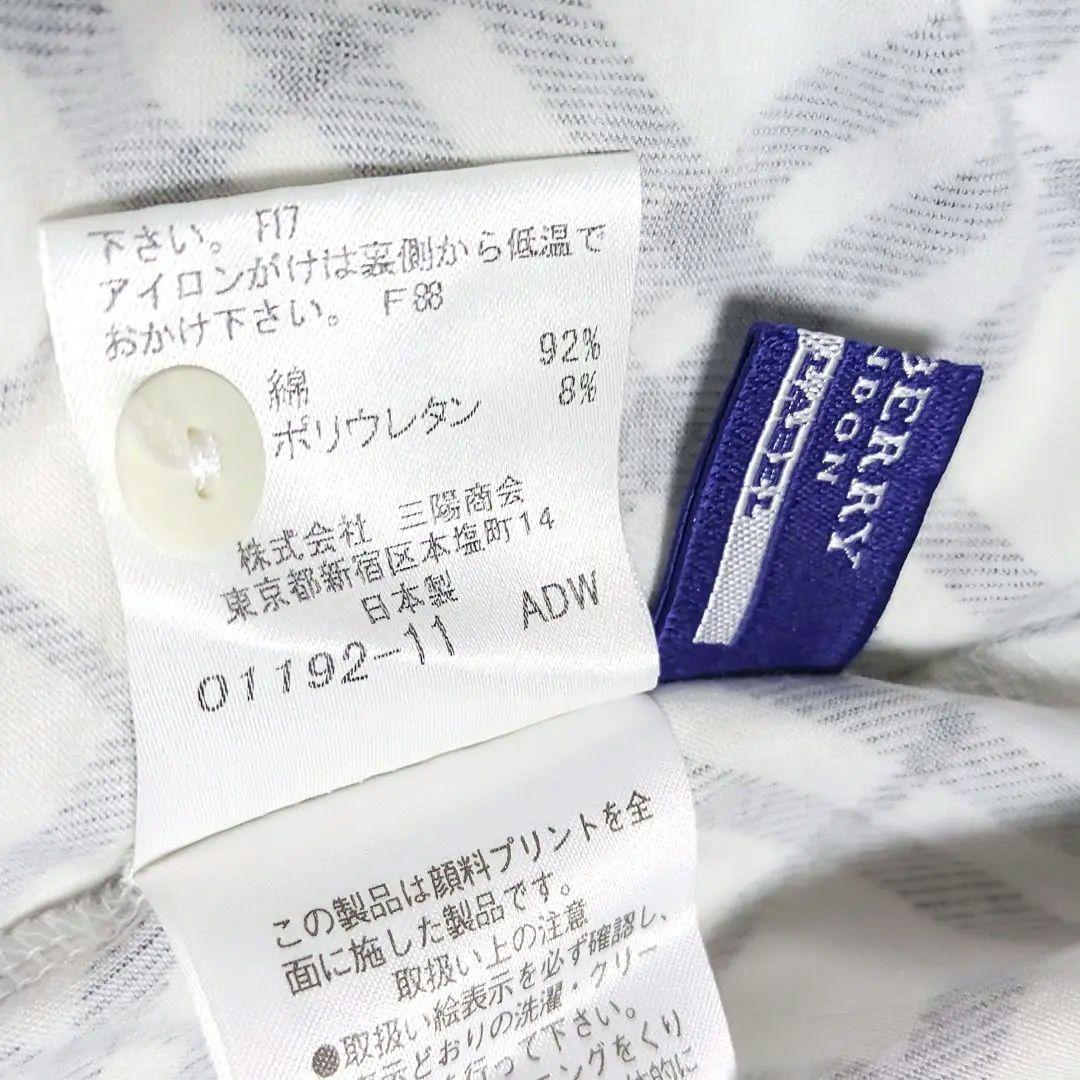 下さい。 F17
アイロンがけは裏側から低温で
おかけ下さい。 F88
綿 92%
ポリウレタン 8%
株式会社 三陽商会
東京都新宿区本塩町14
日本製
01192-11 ADW
BERRY
NDON
この製品は顔料プリントを全
面に施した製品です。
取扱い上の注意
●取扱い絵表示を必ず確認し、
表示どおりの洗濯・クリー
を行って下さい。
ングをくり
的に